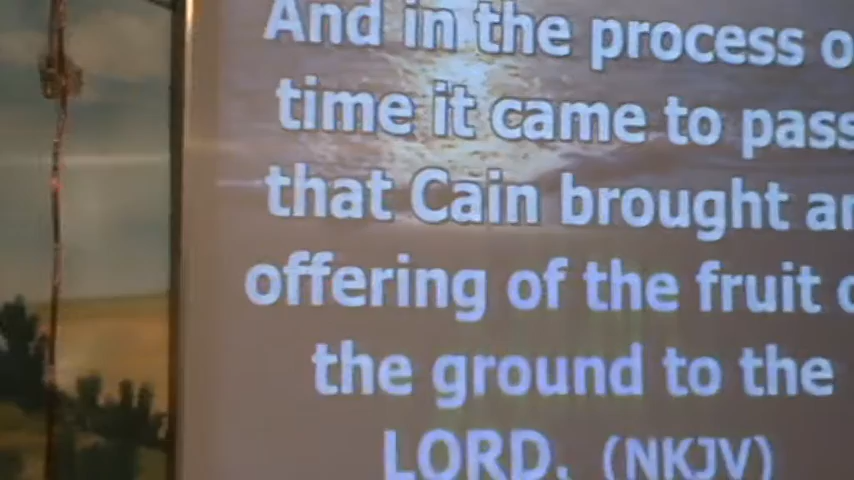 And in the process o
time it came to pass
that Cain brought an
offering of the fruit o
the ground to the
LORD. (NKJV)